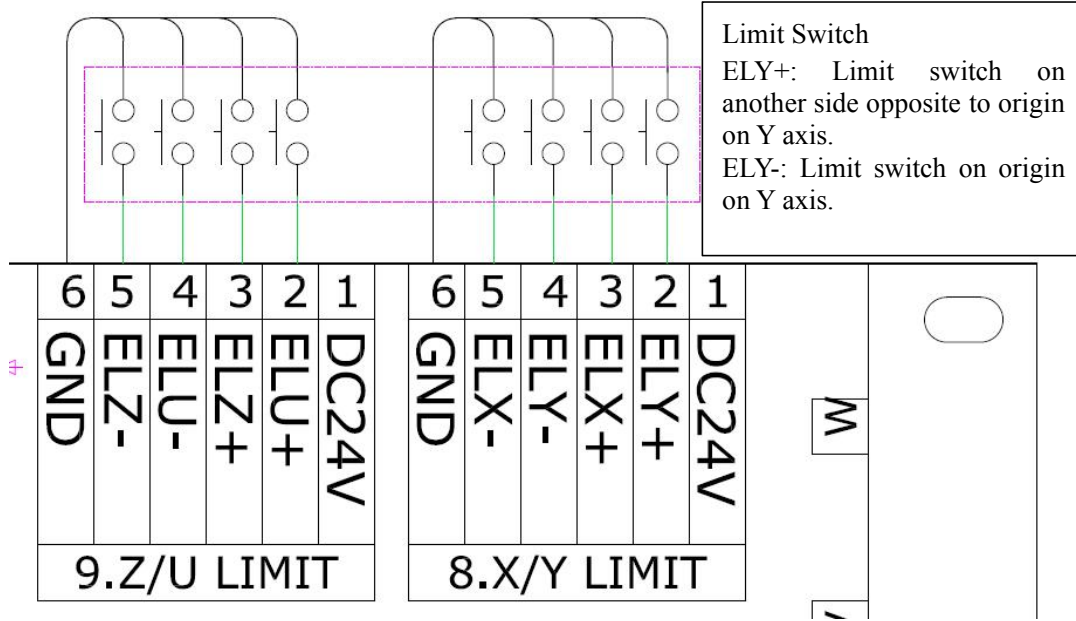 Limit Switch
ELY+: Limit switch on
another side opposite to origin
on Y axis.
ELY-: Limit switch on origin
on Y axis.
6 5 4 3 2 1
GND ELZ- ELU- ELZ+ ELU+ DC24V
9.Z/U LIMIT
6 5 4 3 2 1
GND ELX- ELY- ELX+ ELY+ DC24V
8.X/Y LIMIT
W